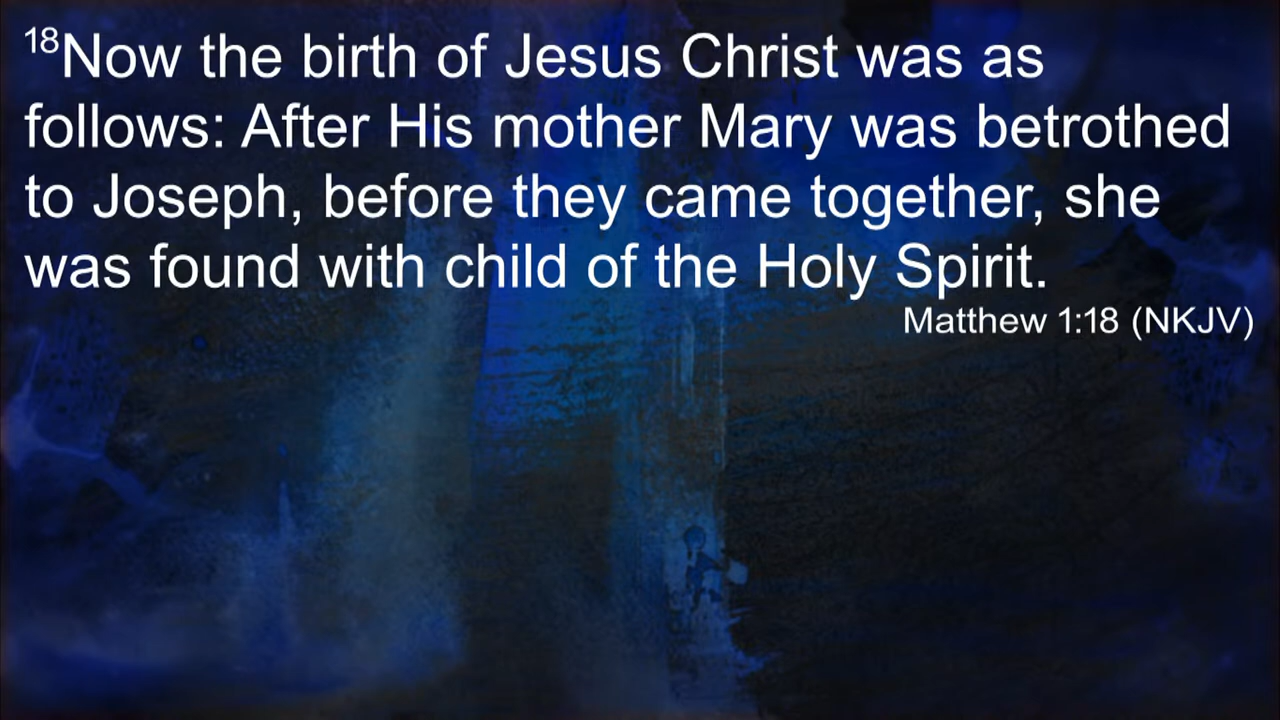 18Now the birth of Jesus Christ was as
follows: After His mother Mary was betrothed
to Joseph, before they came together, she
was found with child of the Holy Spirit.
Matthew 1:18 (NKJV)